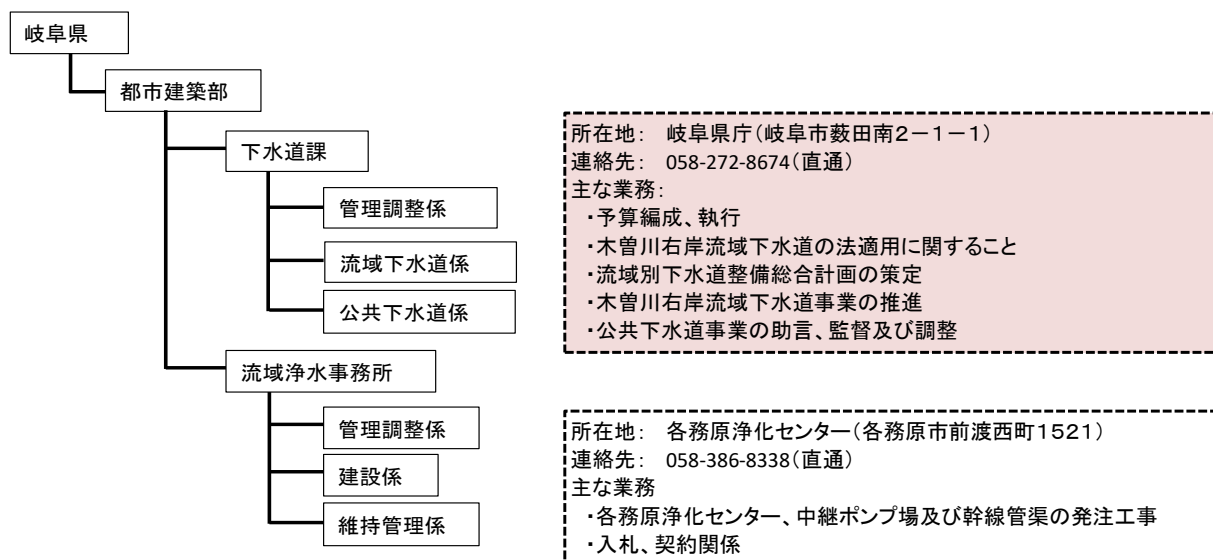 岐阜県
都市建築部
下水道課
管理調整係
流域下水道係
公共下水道係
流域浄水事務所
管理調整係
建設係
維持管理係
所在地：　岐阜県庁（岐阜市薮田南２－１－１）
連絡先：　058-272-8674（直通）
主な業務：
・予算編成、執行
・木曽川右岸流域下水道の法適用に関すること
・流域別下水道整備総合計画の策定
・木曽川右岸流域下水道事業の推進
・公共下水道事業の助言、監督及び調整
所在地：　各務原浄化センター（各務原市前渡西町１５２１）
連絡先：　058-386-8338（直通）
主な業務
・各務原浄化センター、中継ポンプ場及び幹線管渠の発注工事
・入札、契約関係